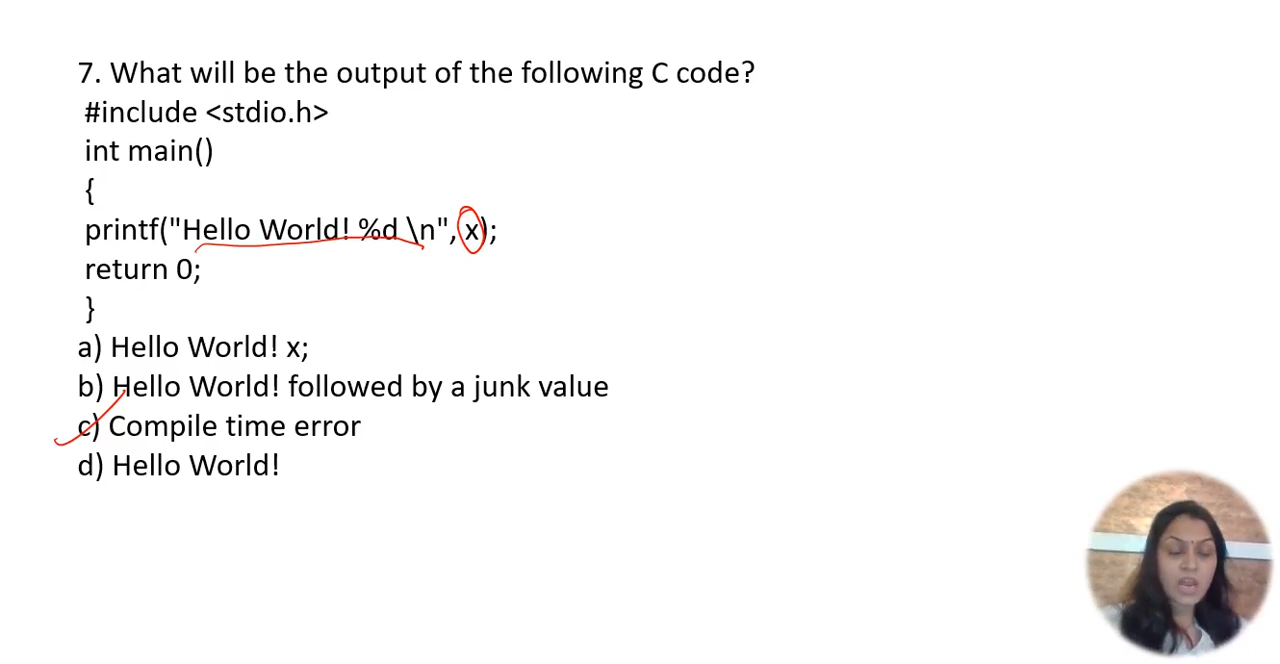 7. What will be the output of the following C code?
#include <stdio.h>
int main()
{
printf("Hello World! %d \n", x);
return 0;
}
a) Hello World! x;
b) Hello World! followed by a junk value
c) Compile time error
d) Hello World!